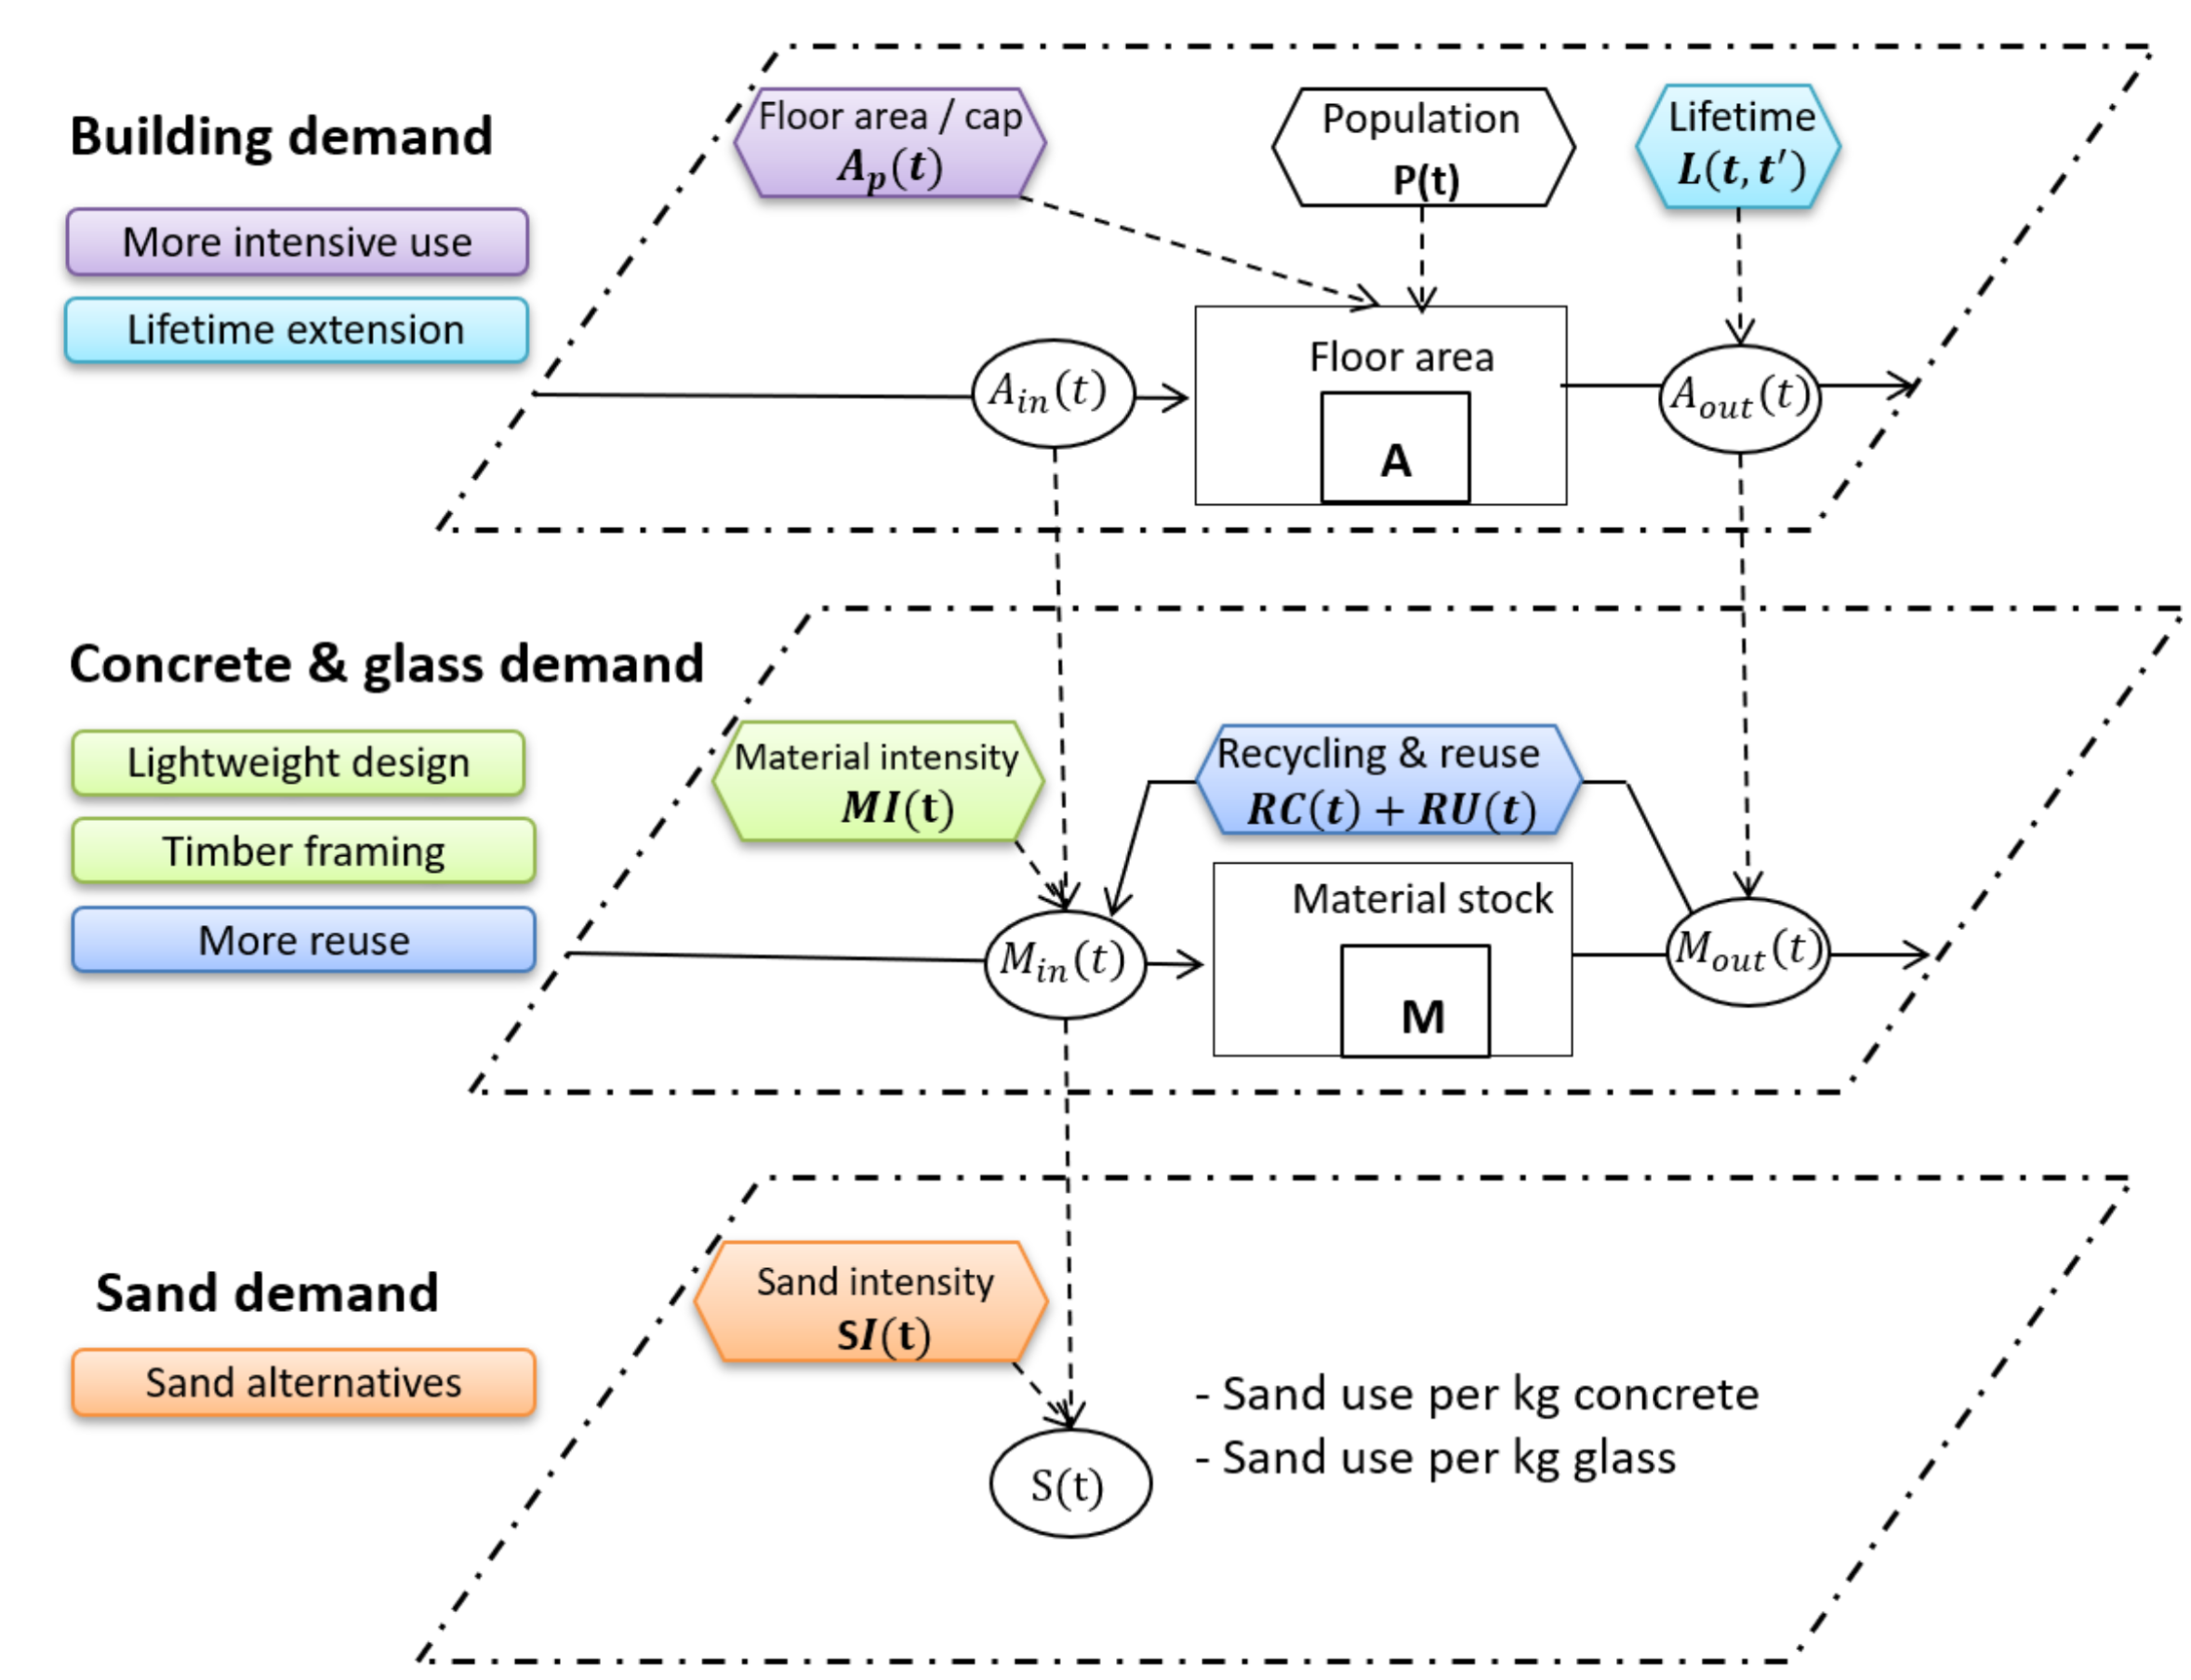 Building demand
More intensive use
Lifetime extension
Floor area / cap
A_p(t)
Population
P(t)
Lifetime
L(t, t′)
A_in(t)
Floor area
A
A_out(t)
Concrete & glass demand
Lightweight design
Timber framing
More reuse
Material intensity
MI(t)
Recycling & reuse
RC(t) + RU(t)
M_in(t)
Material stock
M
M_out(t)
Sand demand
Sand alternatives
Sand intensity
SI(t)
S(t)
- Sand use per kg concrete
- Sand use per kg glass